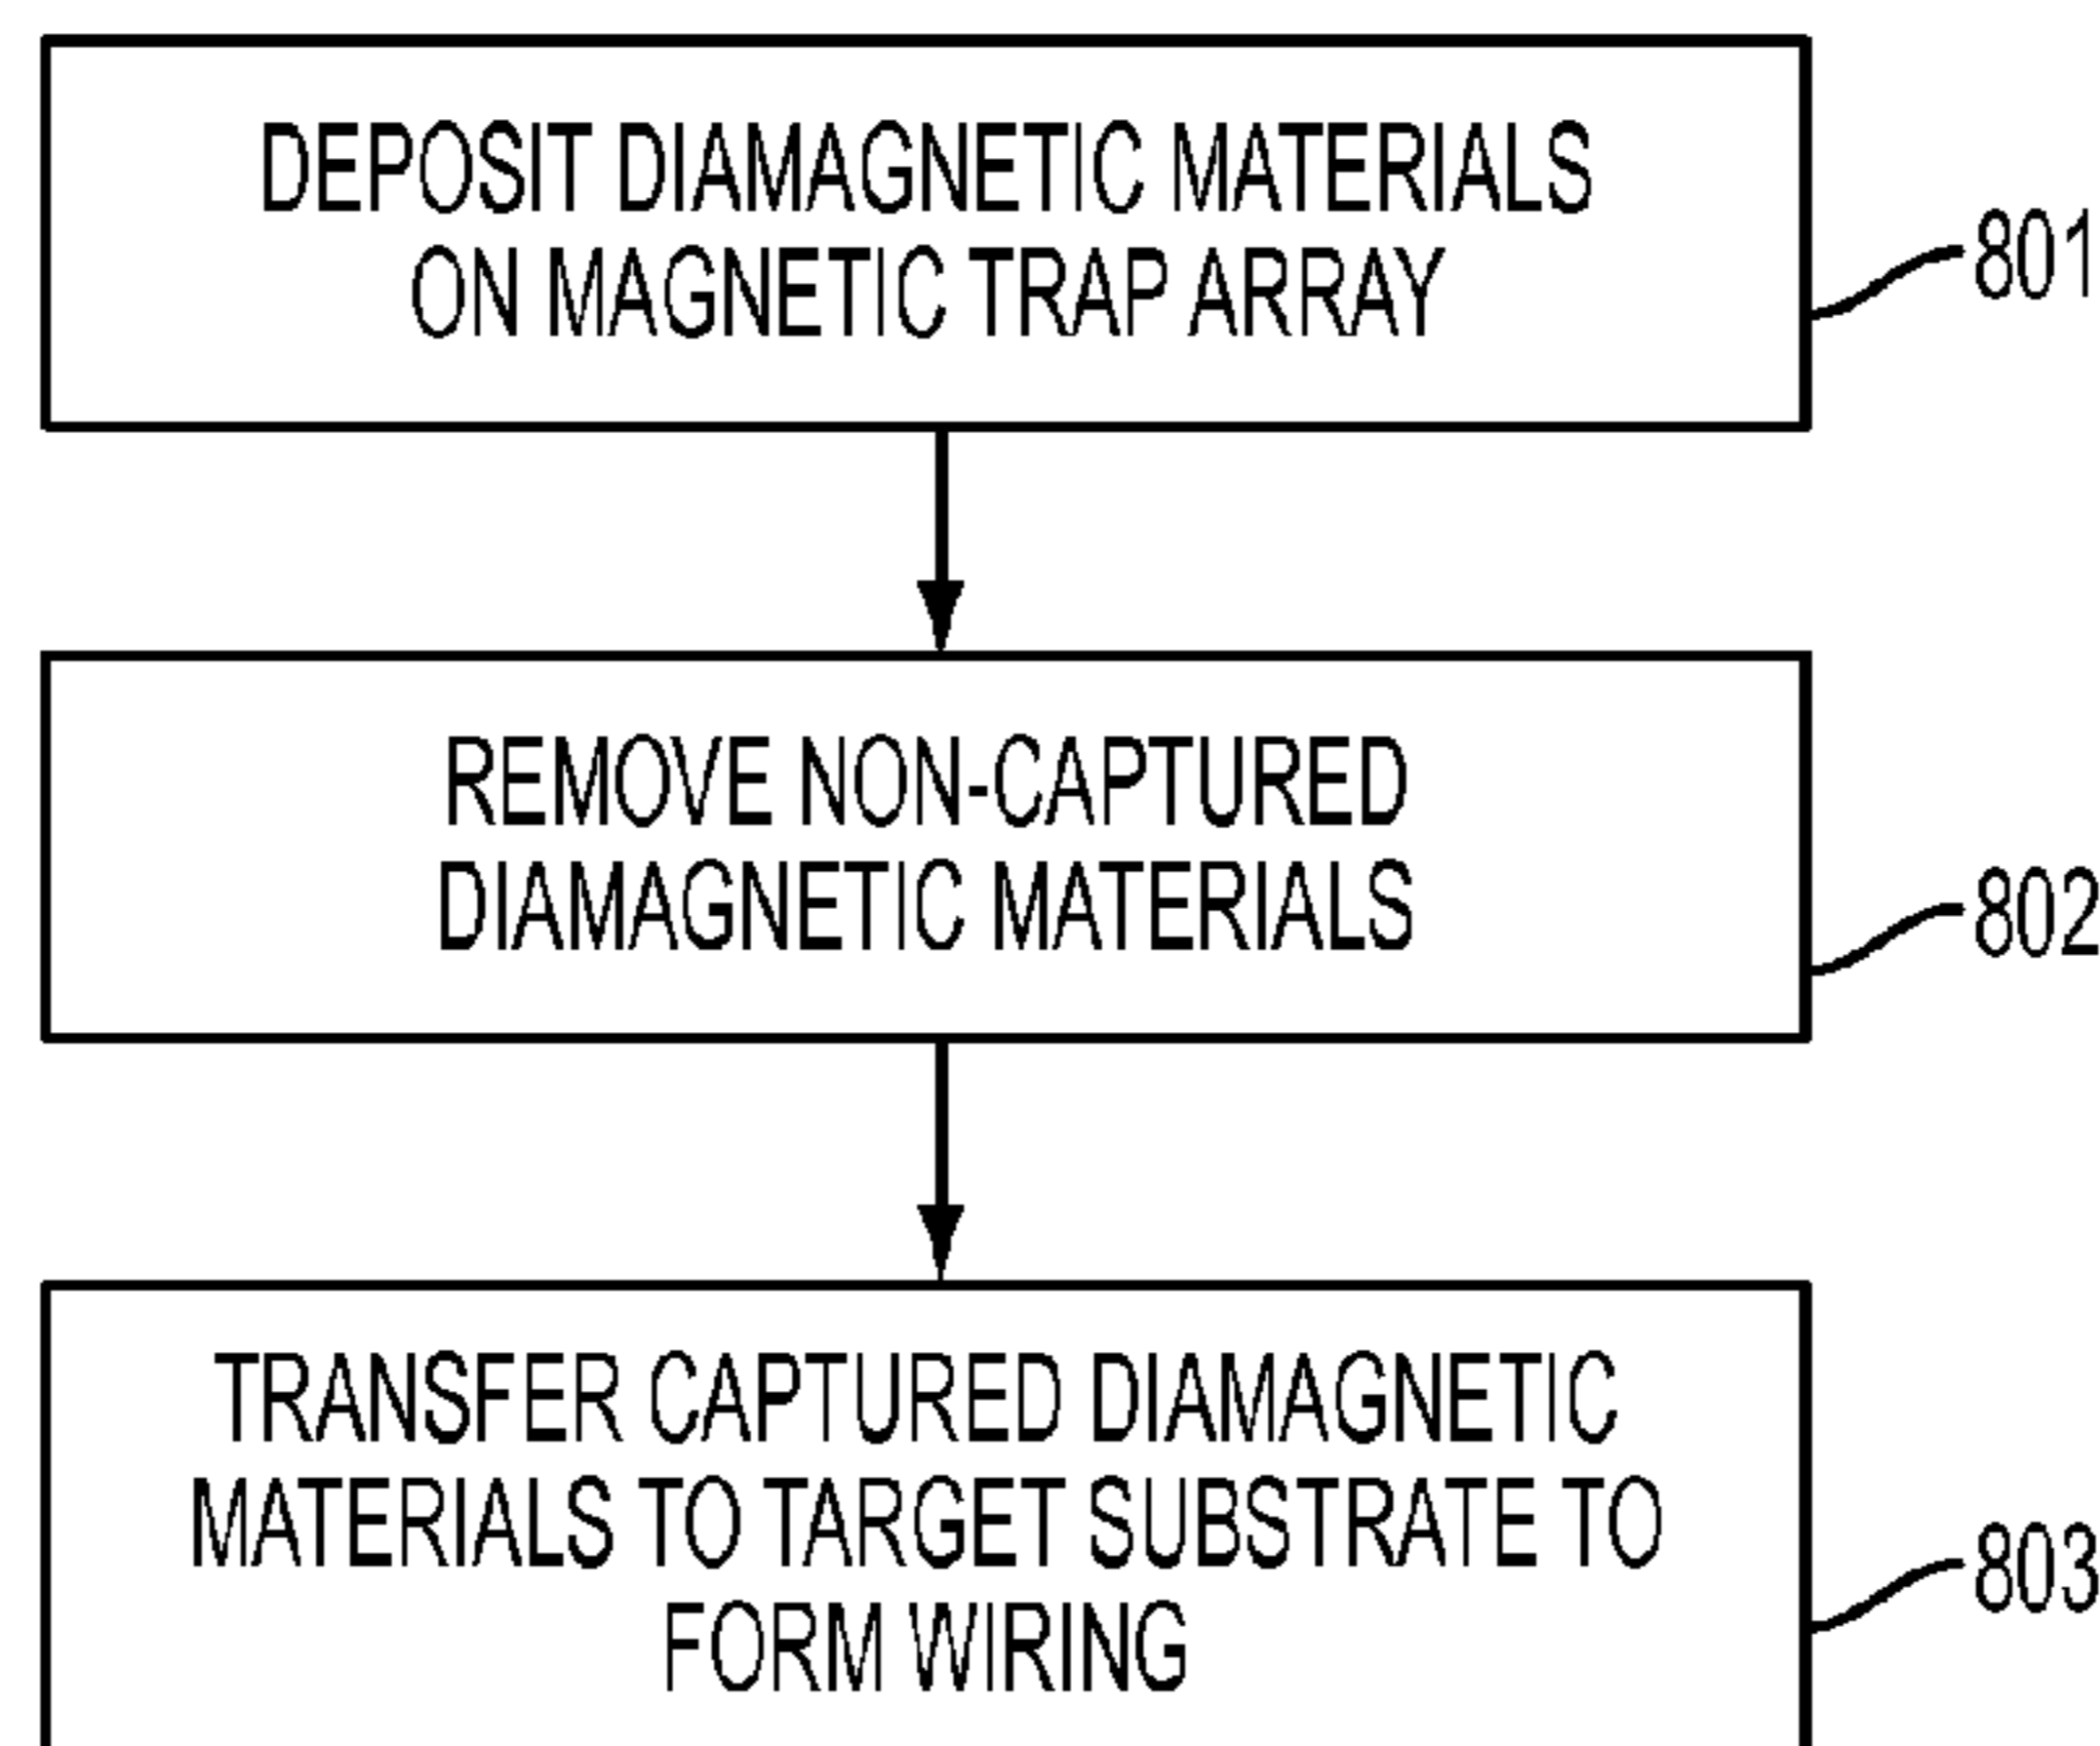 DEPOSIT DIAMAGNETIC MATERIALS
ON MAGNETIC TRAP ARRAY
801
REMOVE NON-CAPTURED
DIAMAGNETIC MATERIALS
802
TRANSFER CAPTURED DIAMAGNETIC
MATERIALS TO TARGET SUBSTRATE TO
FORM WIRING
803